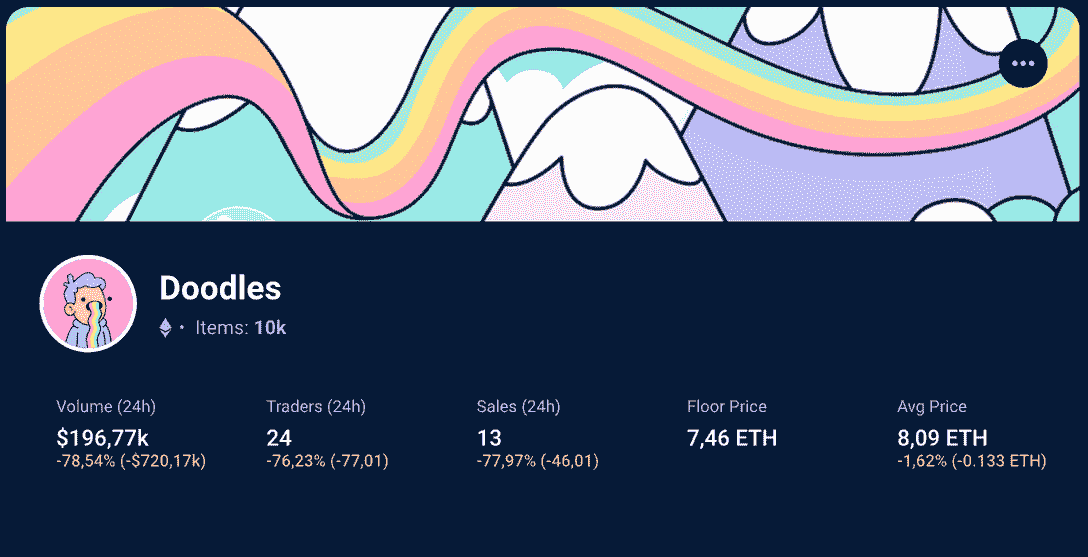 Doodles
Items: 10k
Volume (24h)
$196,77k
-78,54% (-$720,17k)
Traders (24h)
24
-76,23% (-77,01)
Sales (24h)
13
-77,97% (-46,01)
Floor Price
7,46 ETH
Avg Price
8,09 ETH
-1,62% (-0.133 ETH)